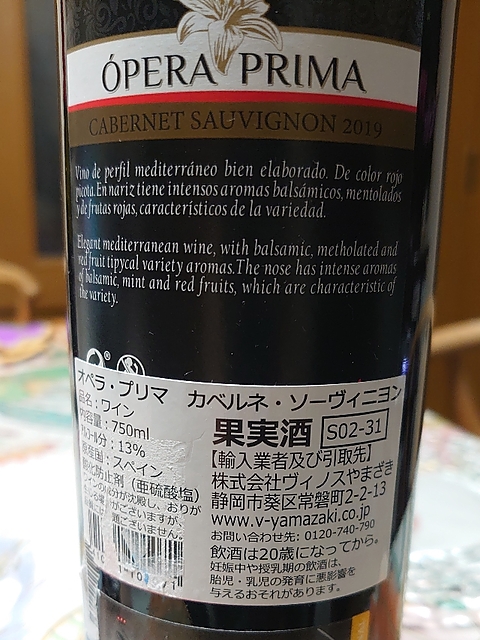 ÓPERA PRIMA
CABERNET SAUVIGNON 2019
Vino de perfil mediterráneo bien elaborado. De color rojo
picota. En nariz tiene intensos aromas balsámicos, mentolados
y de frutas rojas, característicos de la variedad.
Elegant mediterranean wine, with balsamic, metholated and
red fruit tipycal variety aromas. The nose has intense aromas
of balsamic, mint and red fruits, which are characteristic of
the variety.
オペラ・プリマ カベルネ・ソーヴィニヨン
品名：ワイン
内容量：750ml
13%
スペイン
酸化防止剤（亜硫酸塩）
果実酒 S02-31
【輸入業者及び引取先】
株式会社ヴィノスやまざき
静岡市葵区常磐町2-2-13
www.v-yamazaki.co.jp
お問い合わせ先: 0120-740-790
飲酒は20歳になってから。
妊娠中や授乳期の飲酒は、
胎児・乳児の発育に悪影響を
与えるおそれがあります。